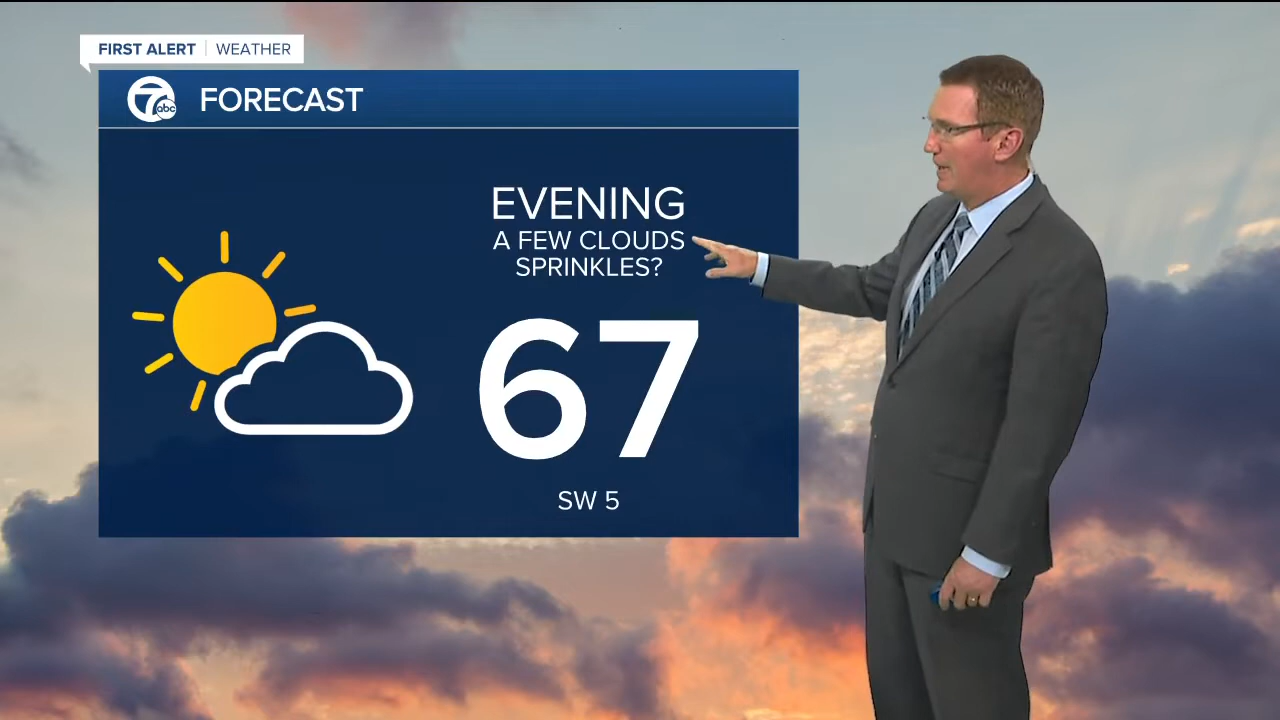 FIRST ALERT | WEATHER
7 abc FORECAST
EVENING
A FEW CLOUDS
SPRINKLES?
67
SW 5